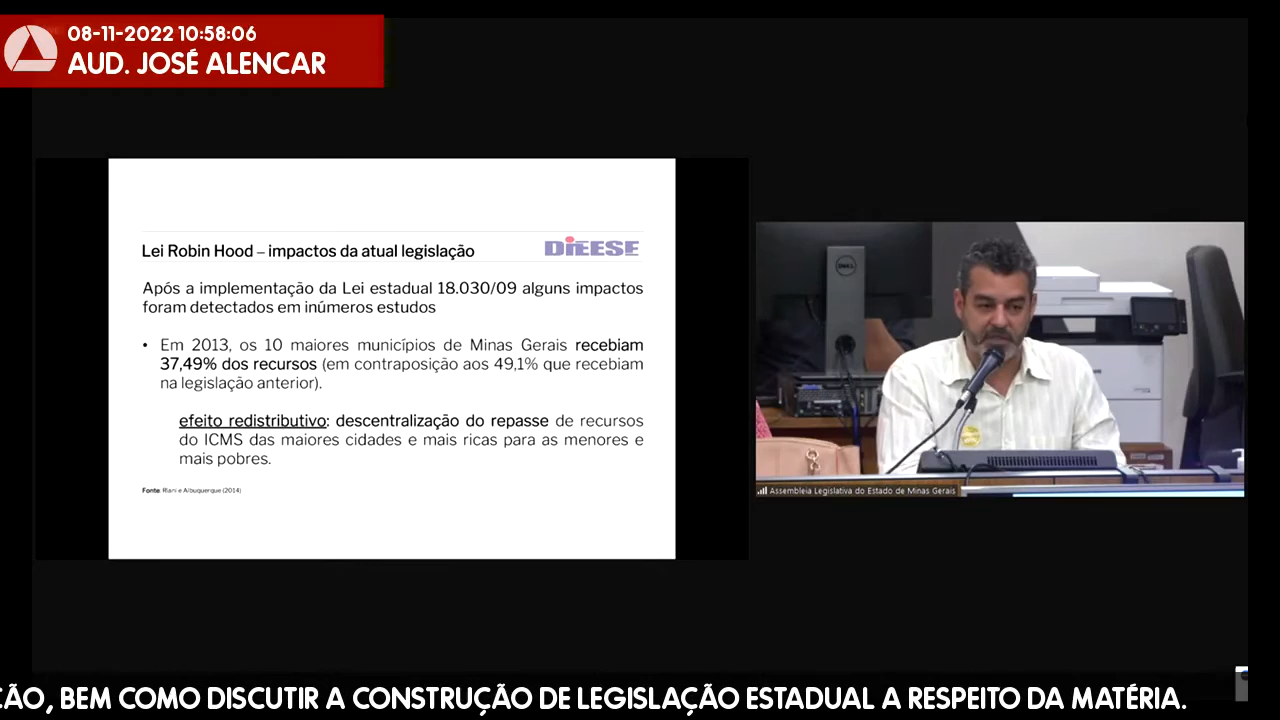 08-11-2022 10:58:06
AUD. JOSÉ ALENCAR
Lei Robin Hood – impactos da atual legislação
DIEESE
Após a implementação da Lei estadual 18.030/09 alguns impactos
foram detectados em inúmeros estudos
• Em 2013, os 10 maiores municípios de Minas Gerais recebiam
37,49% dos recursos (em contraposição aos 49,1% que recebiam
na legislação anterior).
efeito redistributivo: descentralização do repasse de recursos
do ICMS das maiores cidades e mais ricas para as menores e
mais pobres.
Fonte: Riani e Albuquerque (2014)
DELL
Assembleia Legislativa do Estado de Minas Gerais
ÇÃO, BEM COMO DISCUTIR A CONSTRUÇÃO DE LEGISLAÇÃO ESTADUAL A RESPEITO DA MATÉRIA.